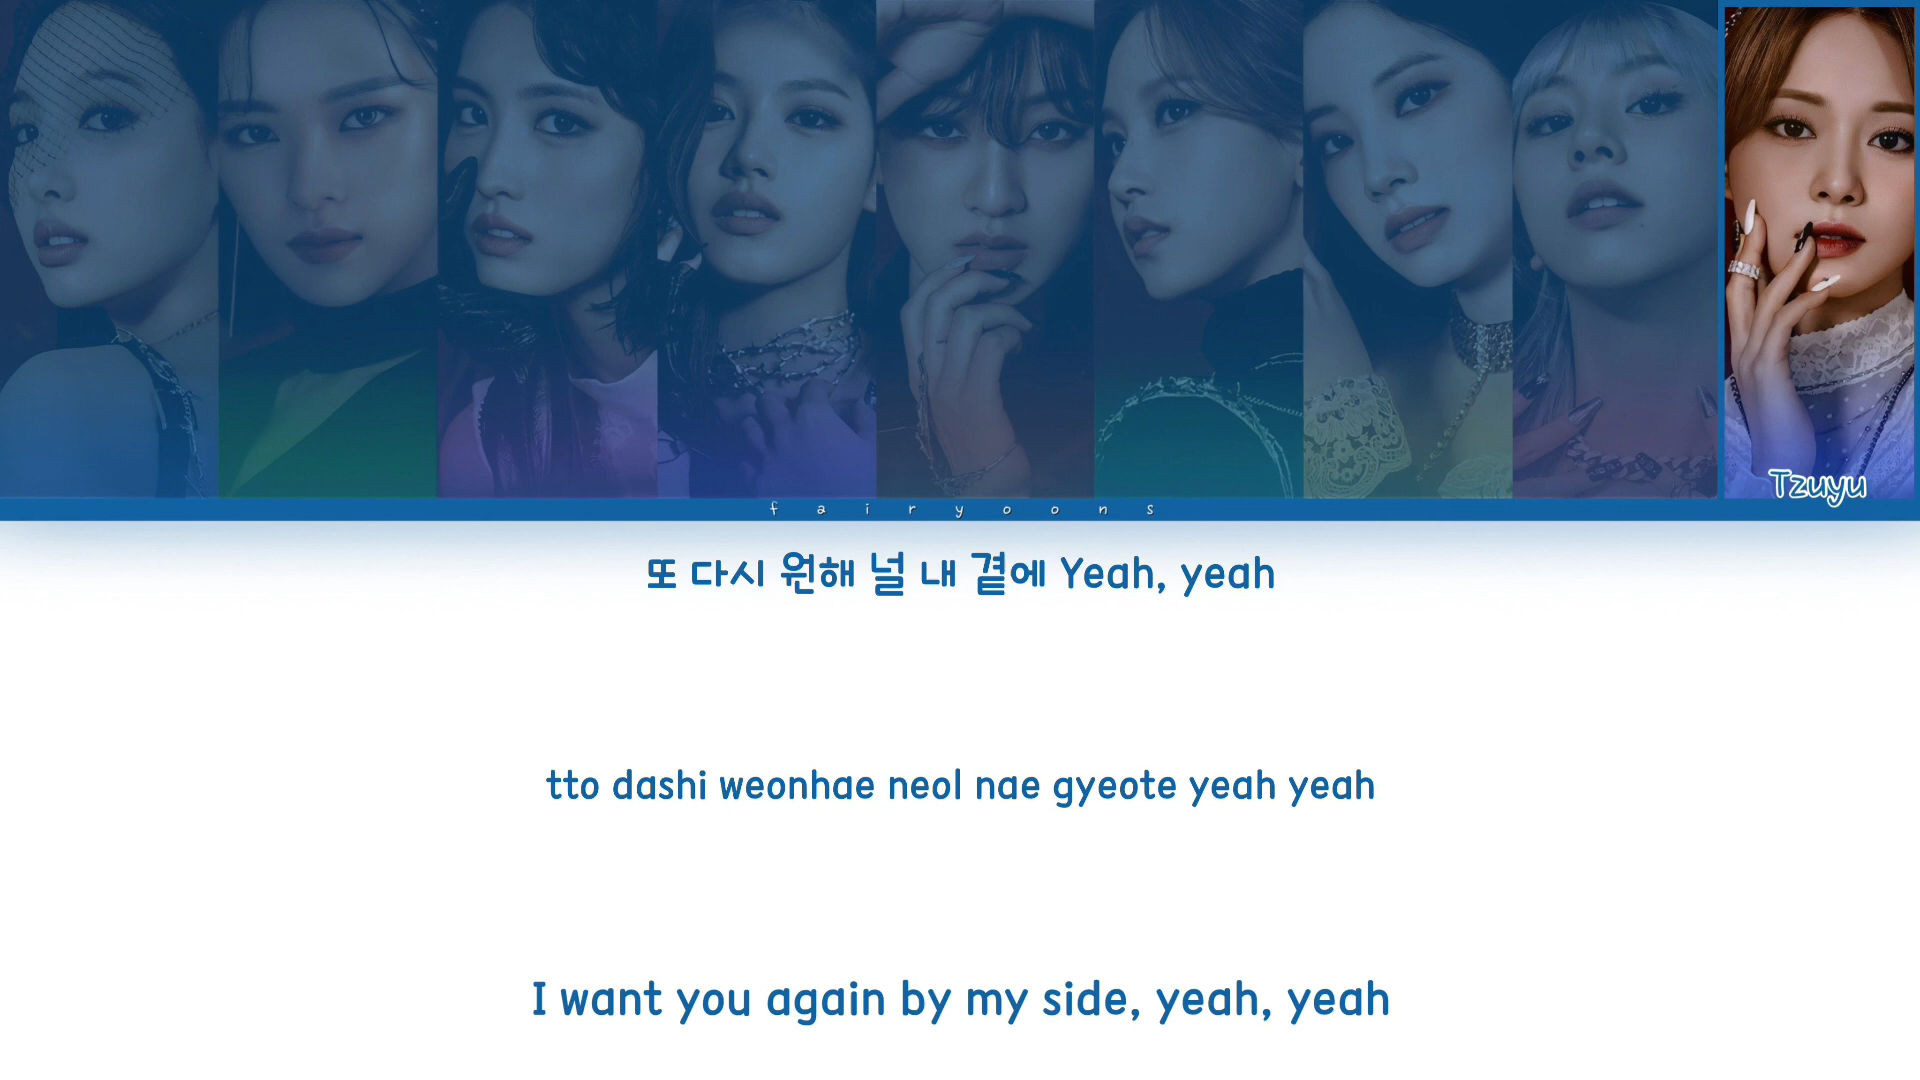 Tzuyu
f a i r y o o n s
또 다시 원해 널 내 곁에 Yeah, yeah
tto dashi weonhae neol nae gyeote yeah yeah
I want you again by my side, yeah, yeah